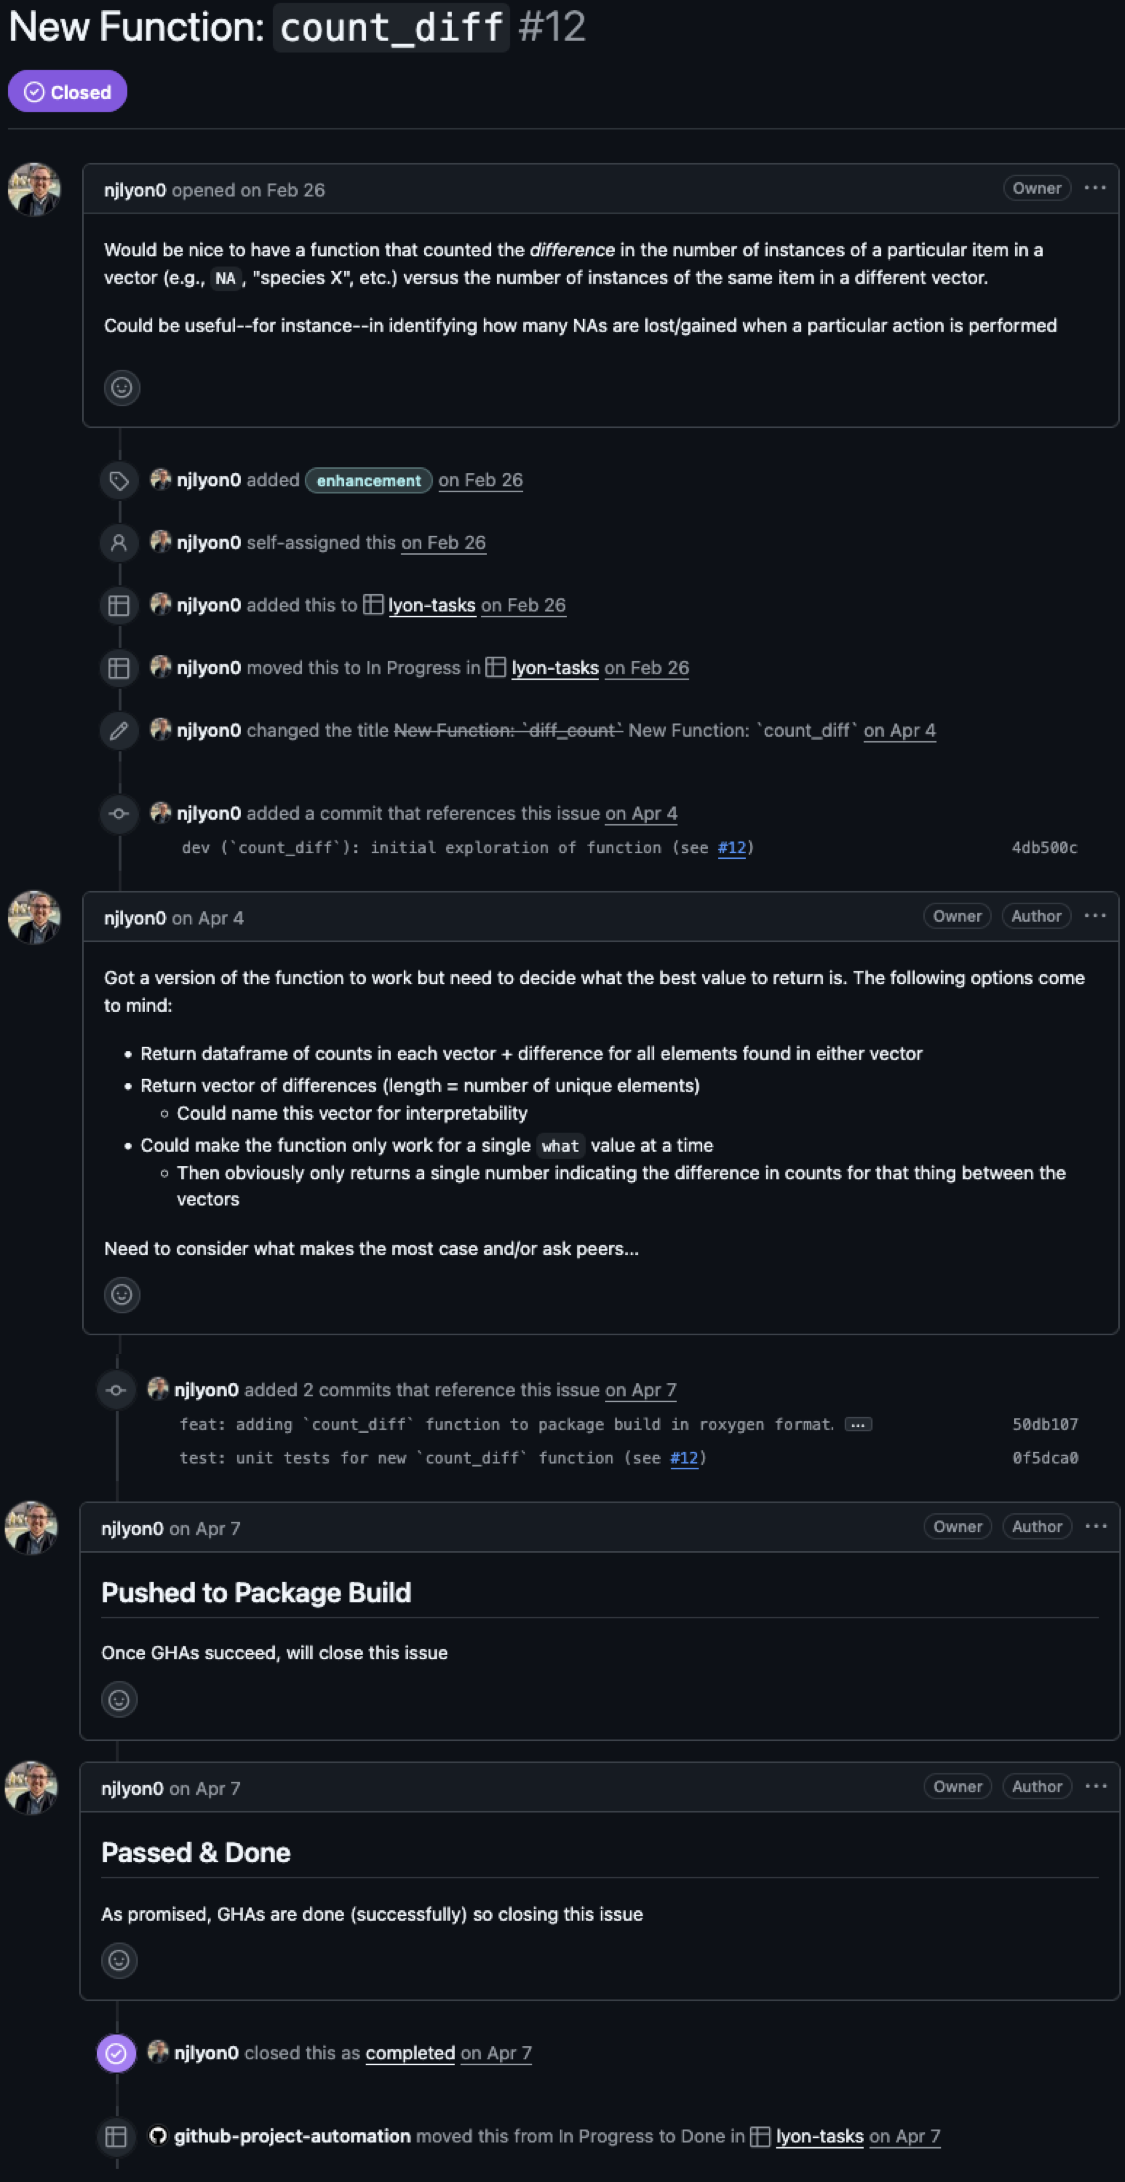 New Function: count_diff #12
Closed
njlyon0 opened on Feb 26 Owner ...
Would be nice to have a function that counted the difference in the number of instances of a particular item in a
vector (e.g., NA, "species X", etc.) versus the number of instances of the same item in a different vector.
Could be useful--for instance--in identifying how many NAs are lost/gained when a particular action is performed
njlyon0 added enhancement on Feb 26
njlyon0 self-assigned this on Feb 26
njlyon0 added this to lyon-tasks on Feb 26
njlyon0 moved this to In Progress in lyon-tasks on Feb 26
njlyon0 changed the title New Function: `diff_count` New Function: `count_diff` on Apr 4
njlyon0 added a commit that references this issue on Apr 4
dev (`count_diff`): initial exploration of function (see #12) 4db500c
njlyon0 on Apr 4 Owner Author ...
Got a version of the function to work but need to decide what the best value to return is. The following options come
to mind:
• Return dataframe of counts in each vector + difference for all elements found in either vector
• Return vector of differences (length = number of unique elements)
◦ Could name this vector for interpretability
• Could make the function only work for a single what value at a time
◦ Then obviously only returns a single number indicating the difference in counts for that thing between the
vectors
Need to consider what makes the most case and/or ask peers...
njlyon0 added 2 commits that reference this issue on Apr 7
feat: adding `count_diff` function to package build in roxygen format. ... 50db107
test: unit tests for new `count_diff` function (see #12) 0f5dca0
njlyon0 on Apr 7 Owner Author ...
Pushed to Package Build
Once GHAs succeed, will close this issue
njlyon0 on Apr 7 Owner Author ...
Passed & Done
As promised, GHAs are done (successfully) so closing this issue
njlyon0 closed this as completed on Apr 7
github-project-automation moved this from In Progress to Done in lyon-tasks on Apr 7